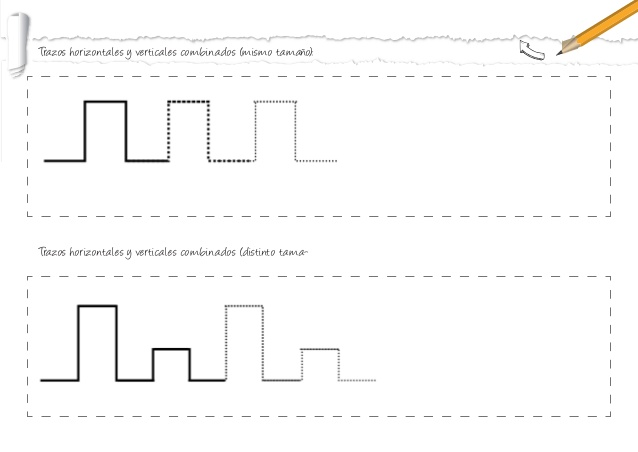 Trazos horizontales y verticales combinados (mismo tamaño).
Trazos horizontales y verticales combinados (distinto tama-